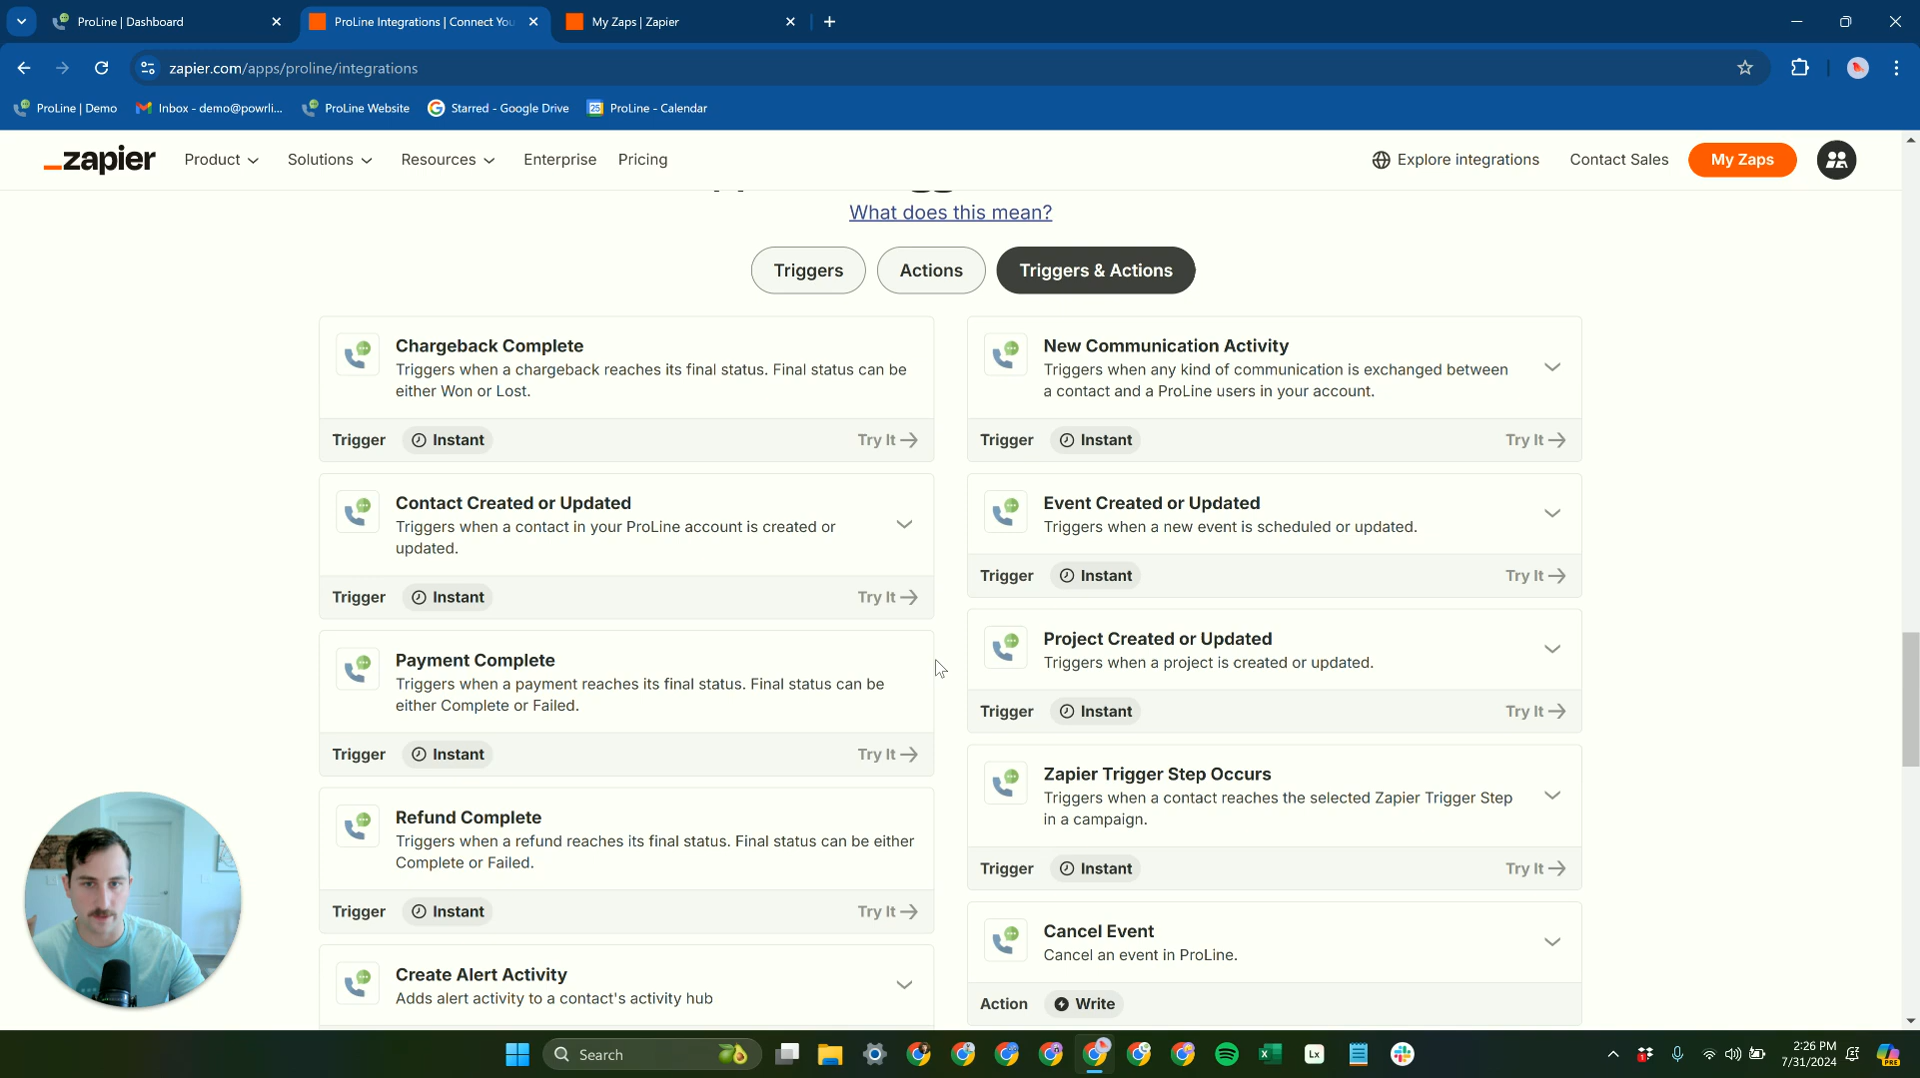 ProLine | Dashboard
ProLine Integrations | Connect You
My Zaps | Zapier
zapier.com/apps/proline/integrations
ProLine | Demo
Inbox - demo@powrli...
ProLine Website
Starred - Google Drive
ProLine - Calendar
_zapier
Product
Solutions
Resources
Enterprise
Pricing
Explore integrations
Contact Sales
My Zaps
What does this mean?
Triggers
Actions
Triggers & Actions
Chargeback Complete
Triggers when a chargeback reaches its final status. Final status can be
either Won or Lost.
Trigger
Instant
Try It
Contact Created or Updated
Triggers when a contact in your ProLine account is created or
updated.
Trigger
Instant
Try It
Payment Complete
Triggers when a payment reaches its final status. Final status can be
either Complete or Failed.
Trigger
Instant
Try It
Refund Complete
Triggers when a refund reaches its final status. Final status can be either
Complete or Failed.
Trigger
Instant
Try It
Create Alert Activity
Adds alert activity to a contact's activity hub
New Communication Activity
Triggers when any kind of communication is exchanged between
a contact and a ProLine users in your account.
Trigger
Instant
Try It
Event Created or Updated
Triggers when a new event is scheduled or updated.
Trigger
Instant
Try It
Project Created or Updated
Triggers when a project is created or updated.
Trigger
Instant
Try It
Zapier Trigger Step Occurs
Triggers when a contact reaches the selected Zapier Trigger Step
in a campaign.
Trigger
Instant
Try It
Cancel Event
Cancel an event in ProLine.
Action
Write
Search
Lx
2:26 PM
7/31/2024
PRE